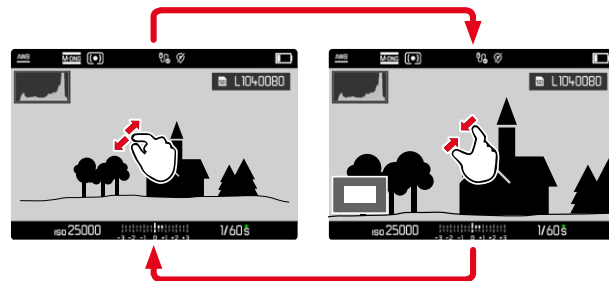 AWB M-DNG
L1040080
ISO 25000 -3 -2 -1 0 +1 +2 +3 1/60s
AWB M-DNG
L1040080
ISO 25000 -3 -2 -1 0 +1 +2 +3 1/60s